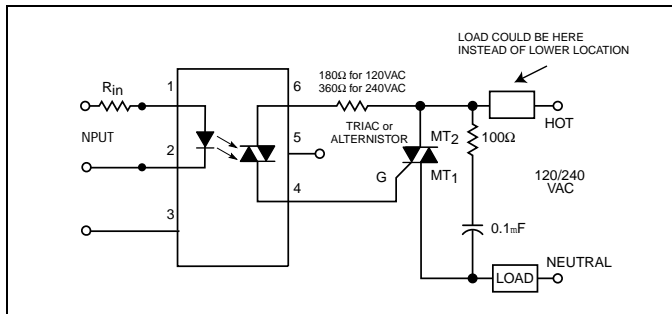 LOAD COULD BE HERE
INSTEAD OF LOWER LOCATION
Rin
1
6
180Ω for 120VAC
360Ω for 240VAC
HOT
NPUT
2
5
TRIAC or
ALTERNISTOR
MT2
100Ω
G
MT1
4
120/240
VAC
3
0.1mF
NEUTRAL
LOAD